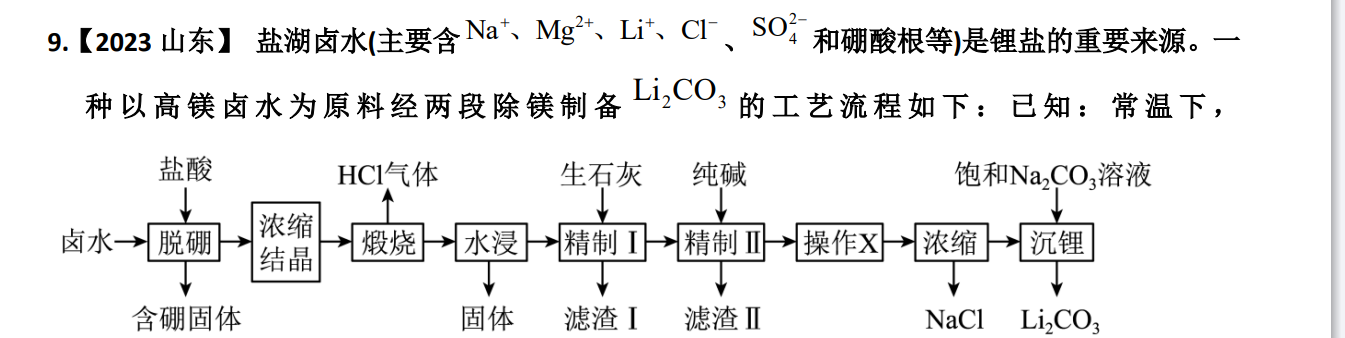 9.【2023 山东】 盐湖卤水(主要含 Na⁺、Mg²⁺、Li⁺、Cl⁻、SO₄²⁻ 和硼酸根等)是锂盐的重要来源。一
种以高镁卤水为原料经两段除镁制备 Li₂CO₃ 的工艺流程如下：已知：常温下，
盐酸 HCl气体 生石灰 纯碱 饱和Na₂CO₃溶液
卤水 脱硼 浓缩结晶 煅烧 水浸 精制Ⅰ 精制Ⅱ 操作X 浓缩 沉锂
含硼固体 固体 滤渣Ⅰ 滤渣Ⅱ NaCl Li₂CO₃